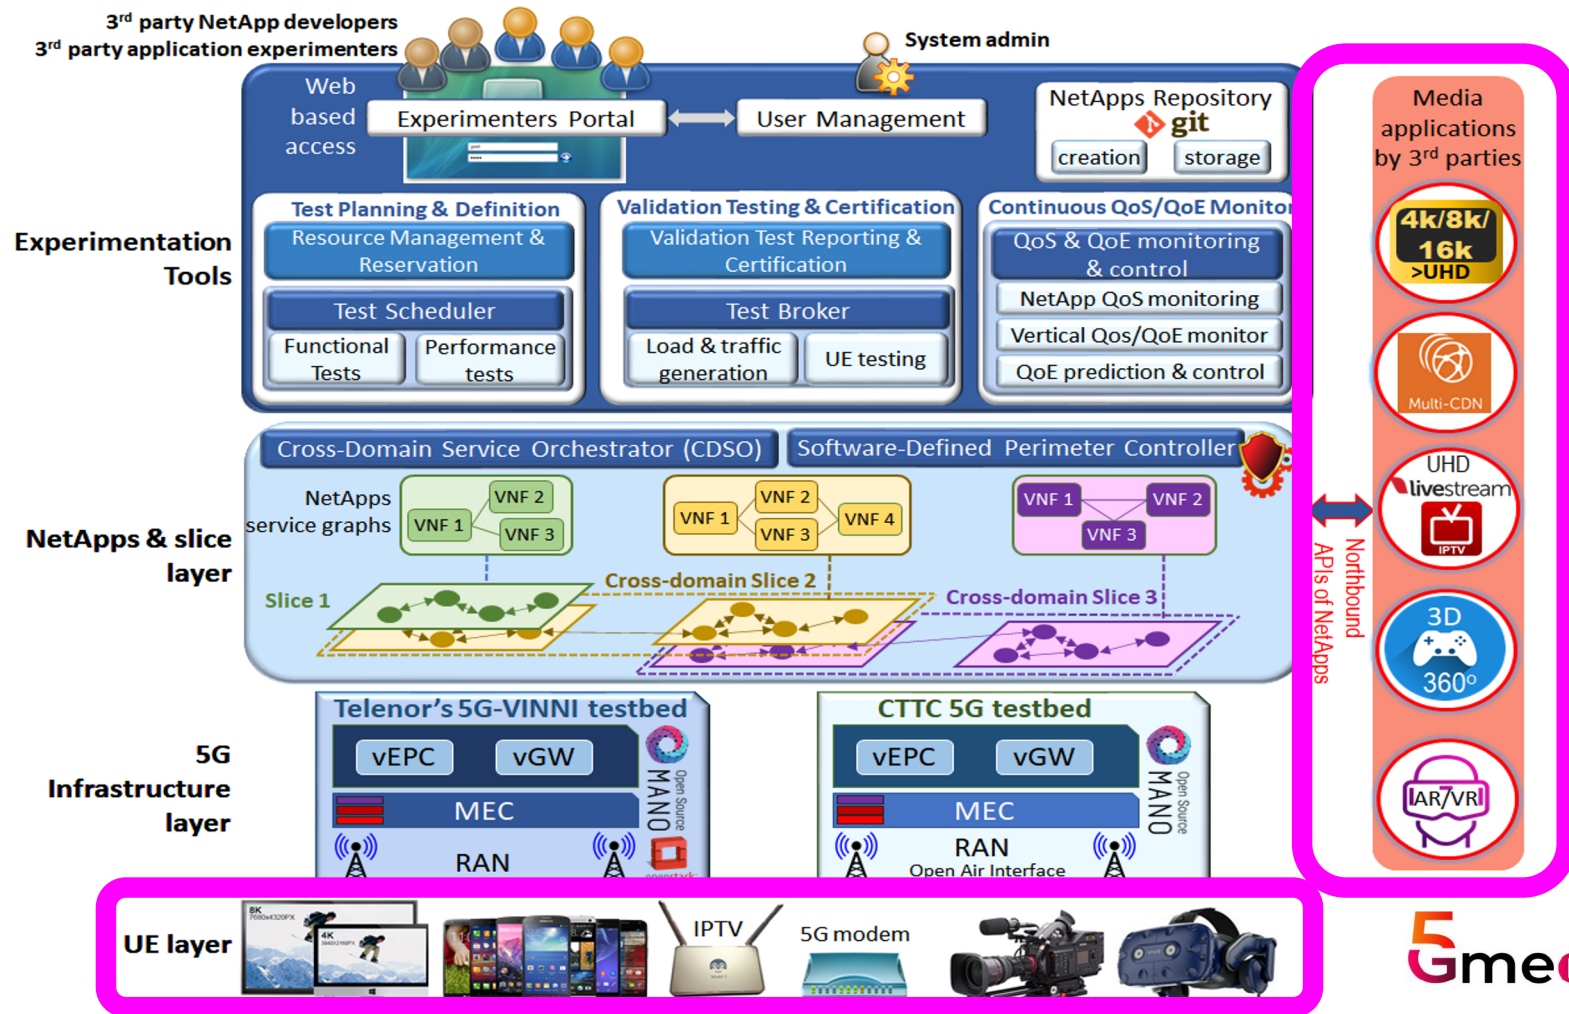 3rd party NetApp developers
3rd party application experimenters
System admin
Web
based
access
Experimenters Portal
User Management
NetApps Repository
git
creation
storage
Experimentation
Tools
Test Planning & Definition
Resource Management &
Reservation
Test Scheduler
Functional
Tests
Performance
tests
Validation Testing & Certification
Validation Test Reporting &
Certification
Test Broker
Load & traffic
generation
UE testing
Continuous QoS/QoE Monitor
QoS & QoE monitoring
& control
NetApp QoS monitoring
Vertical Qos/QoE monitor
QoE prediction & control
NetApps & slice
layer
Cross-Domain Service Orchestrator (CDSO)
Software-Defined Perimeter Controller
NetApps
service graphs
VNF 1
VNF 2
VNF 3
VNF 1
VNF 2
VNF 3
VNF 4
VNF 1
VNF 2
VNF 3
Slice 1
Cross-domain Slice 2
Cross-domain Slice 3
5G
Infrastructure
layer
Telenor's 5G-VINNI testbed
vEPC
vGW
MEC
RAN
Open Source
MANO
openstack
CTTC 5G testbed
vEPC
vGW
MEC
RAN
Open Air Interface
Open Source
MANO
UE layer
8K
7680x4320PX
4K
3840X2160PX
IPTV
5G modem
Northbound
APIs of NetApps
Media
applications
by 3rd parties
4k/8k/
16k
>UHD
Multi-CDN
UHD
livestream
IPTV
3D
360º
AR/VR
5Gme